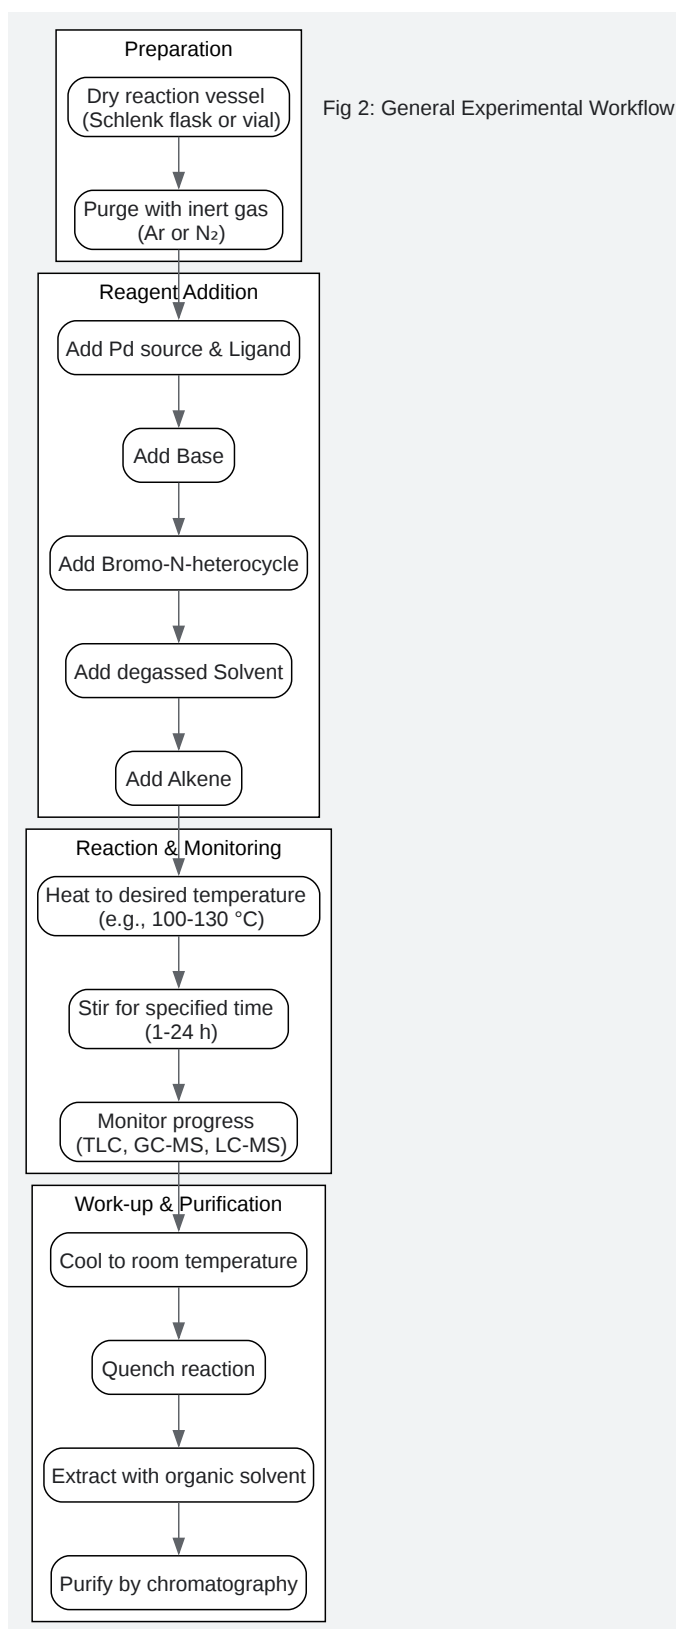 Preparation
Dry reaction vessel
(Schlenk flask or vial)
Fig 2: General Experimental Workflow
Purge with inert gas
(Ar or N₂)
Reagent Addition
Add Pd source & Ligand
Add Base
Add Bromo-N-heterocycle
Add degassed Solvent
Add Alkene
Reaction & Monitoring
Heat to desired temperature
(e.g., 100-130 °C)
Stir for specified time
(1-24 h)
Monitor progress
(TLC, GC-MS, LC-MS)
Work-up & Purification
Cool to room temperature
Quench reaction
Extract with organic solvent
Purify by chromatography